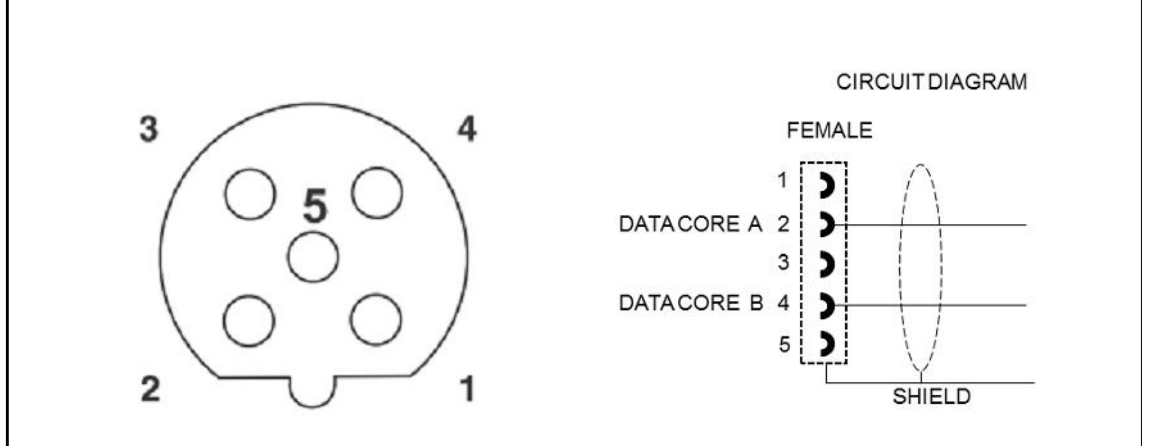 3 4
5
2 1
CIRCUIT DIAGRAM
FEMALE
1
DATA CORE A 2
3
DATA CORE B 4
5
SHIELD